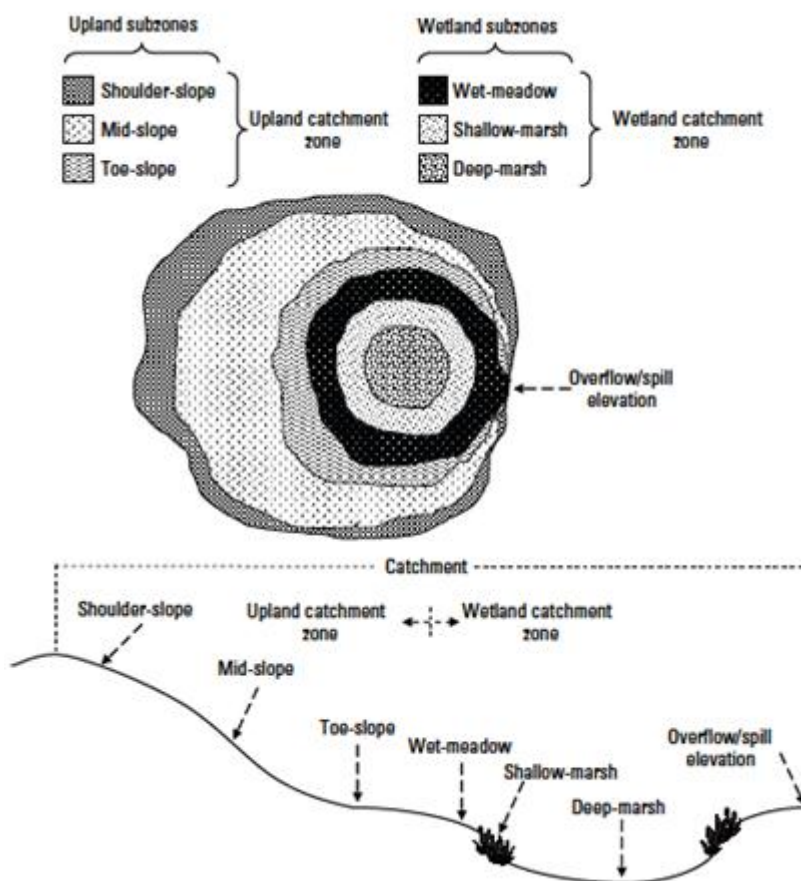 Upland subzones
Wetland subzones
Shoulder-slope
Mid-slope
Toe-slope
Upland catchment
zone
Wet-meadow
Shallow-marsh
Deep-marsh
Wetland catchment
zone
Overflow/spill
elevation
Catchment
Shoulder-slope
Upland catchment
zone
Wetland catchment
zone
Mid-slope
Toe-slope
Wet-meadow
Shallow-marsh
Deep-marsh
Overflow/spill
elevation